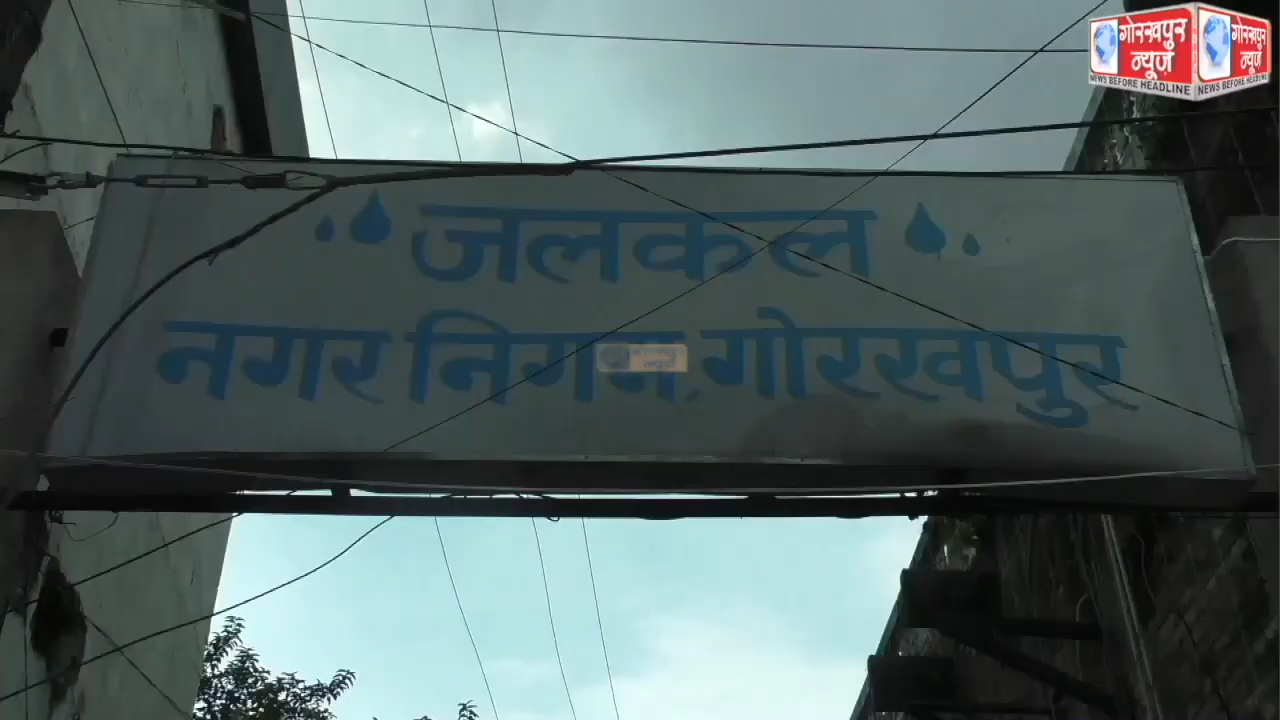 गोरखपुर
न्यूज़
NEWS BEFORE HEADLINE
गोरखपुर
न्यूज़
NEWS BEFORE HEADLINE
जलकल
नगर निगम, गोरखपुर